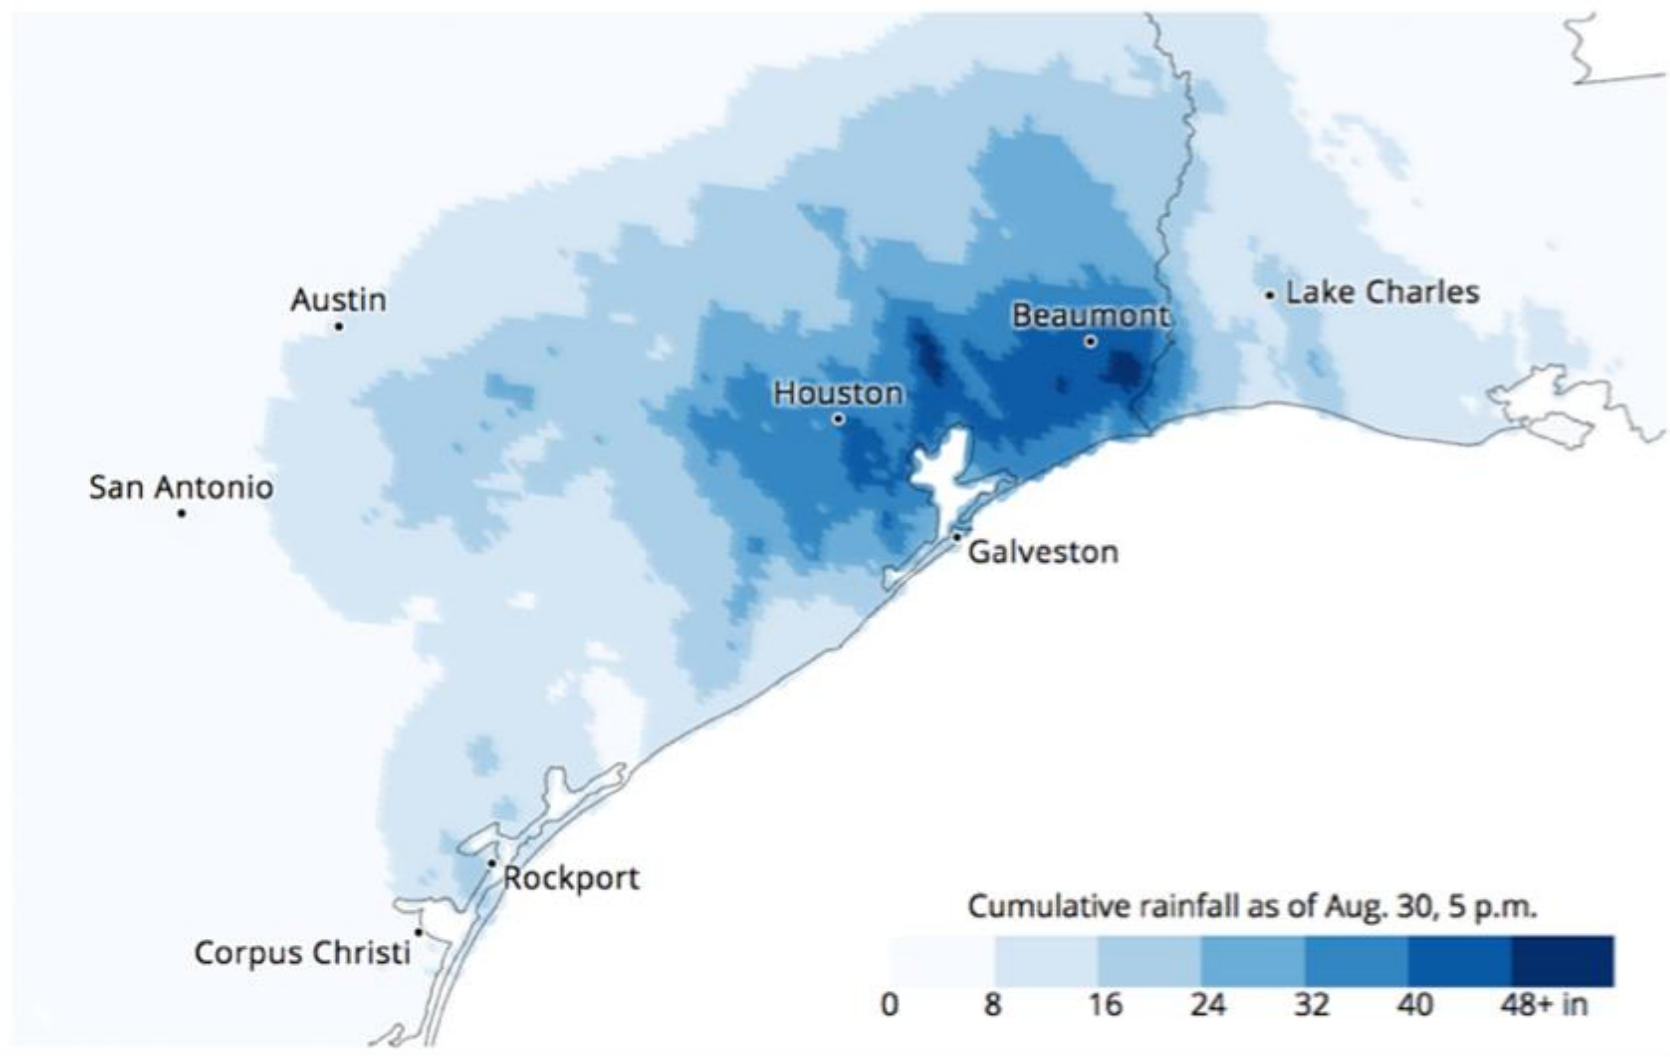 Austin
Lake Charles
Beaumont
Houston
San Antonio
Galveston
Rockport
Corpus Christi
Cumulative rainfall as of Aug. 30, 5 p.m.
0 8 16 24 32 40 48+ in